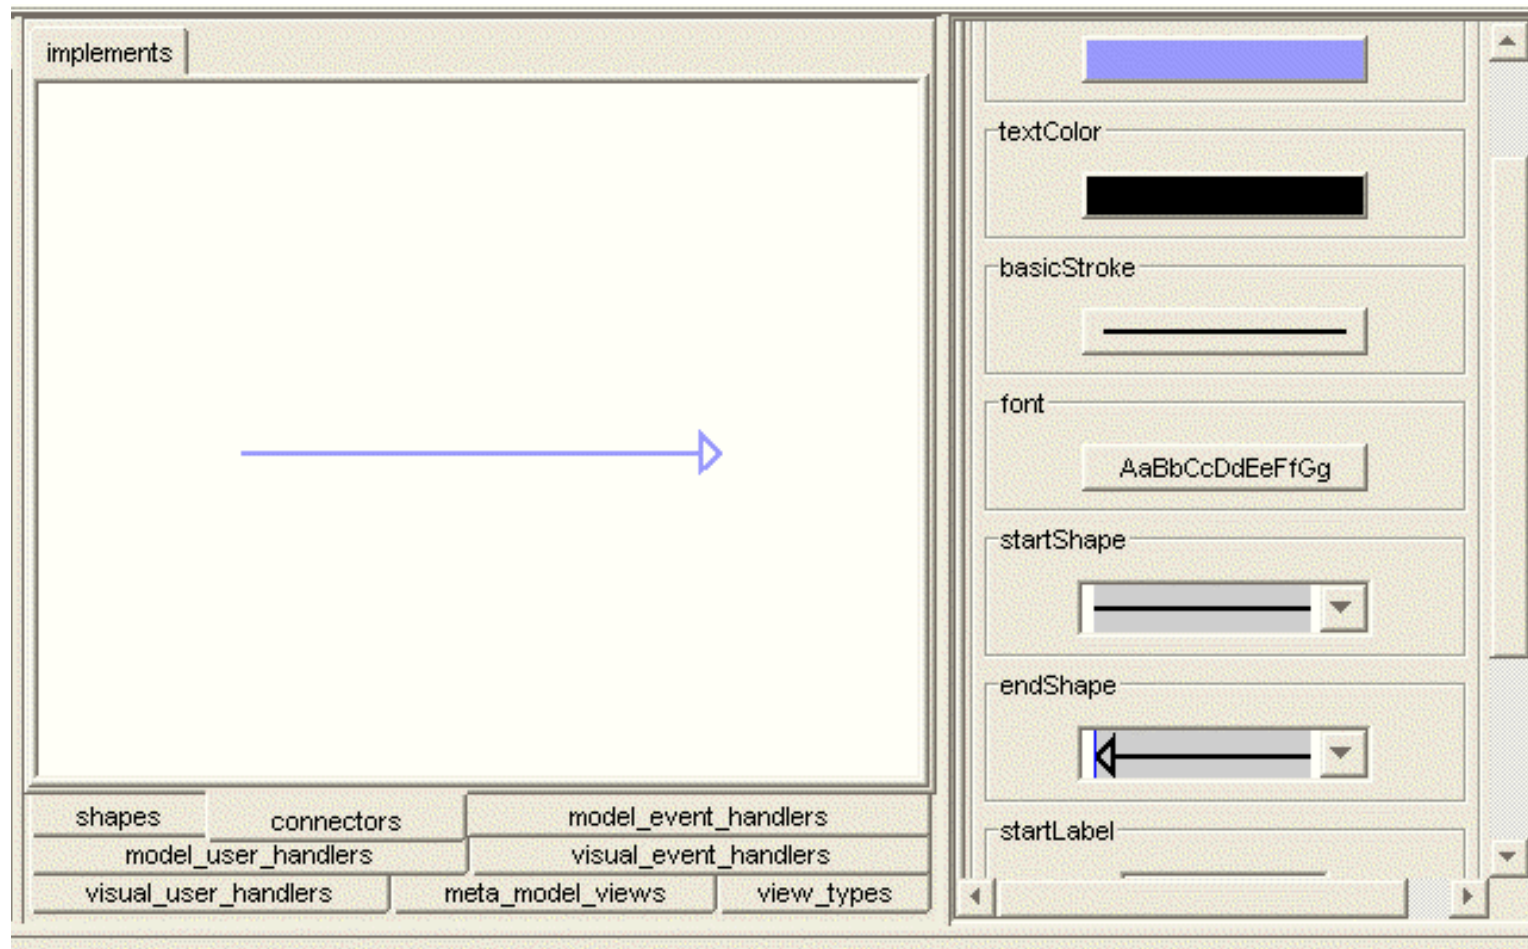 implements
shapes connectors model_event_handlers
model_user_handlers visual_event_handlers
visual_user_handlers meta_model_views view_types
textColor
basicStroke
font
AaBbCcDdEeFfGg
startShape
endShape
startLabel